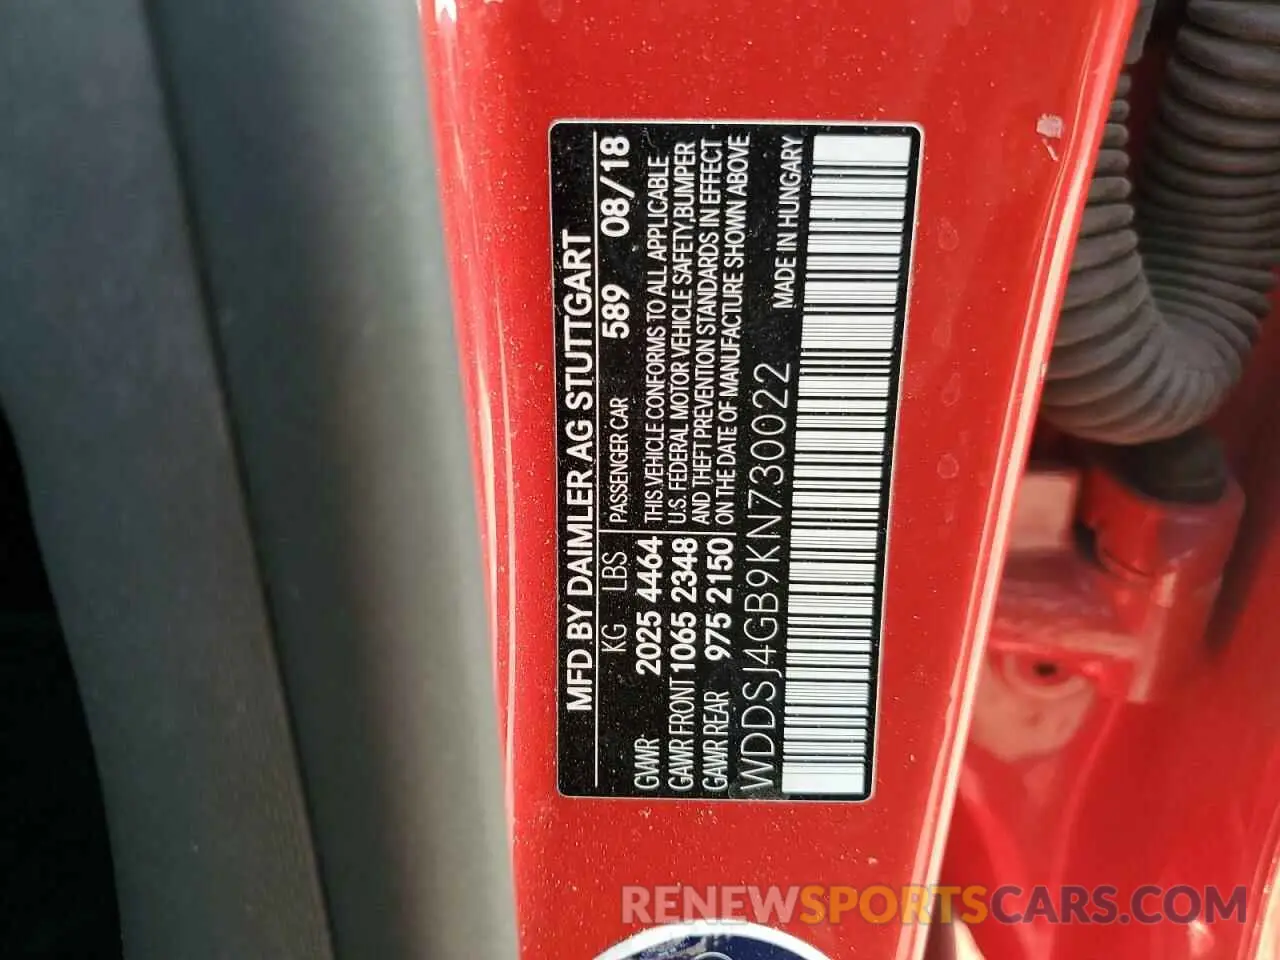 MFD. BY DAIMLER AG STUTTGART
KG LBS PASSENGER CAR 589 08/18
GVWR 2025 4464 THIS VEHICLE CONFORMS TO ALL APPLICABLE
GAWR FRONT 1065 2348 U.S. FEDERAL MOTOR VEHICLE SAFETY, BUMPER
GAWR REAR 975 2150 AND THEFT PREVENTION STANDARDS IN EFFECT
ON THE DATE OF MANUFACTURE SHOWN ABOVE
WDDSJ4GB9KN730022 MADE IN HUNGARY
RENEWSPORTSCARS.COM